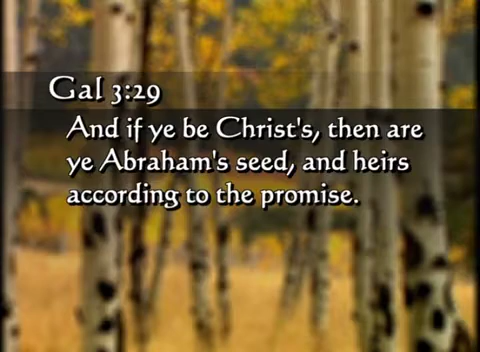 Gal 3:29
And if ye be Christ's, then are
ye Abraham's seed, and heirs
according to the promise.